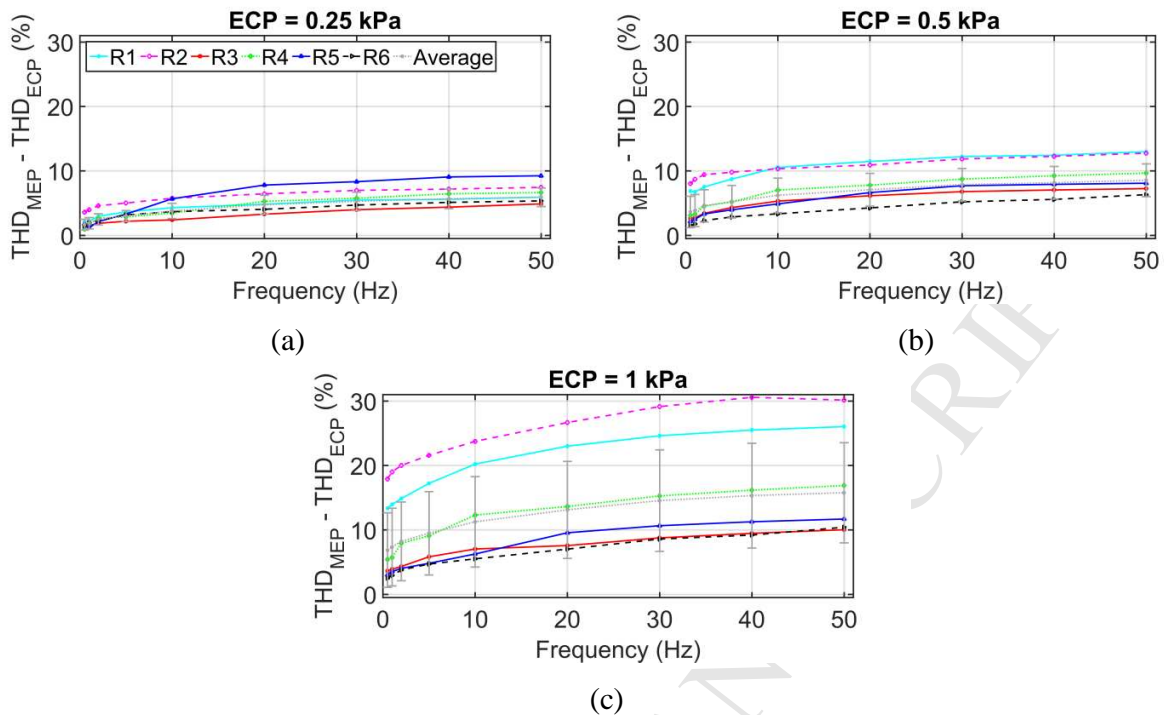 ECP = 0.25 kPa
THD_MEP - THD_ECP (%)
30
20
10
0
R1 R2 R3 R4 R5 R6 Average
0 10 20 30 40 50
Frequency (Hz)
(a)
ECP = 0.5 kPa
THD_MEP - THD_ECP (%)
30
20
10
0
0 10 20 30 40 50
Frequency (Hz)
(b)
ECP = 1 kPa
THD_MEP - THD_ECP (%)
30
20
10
0
0 10 20 30 40 50
Frequency (Hz)
(c)
CRIP
N